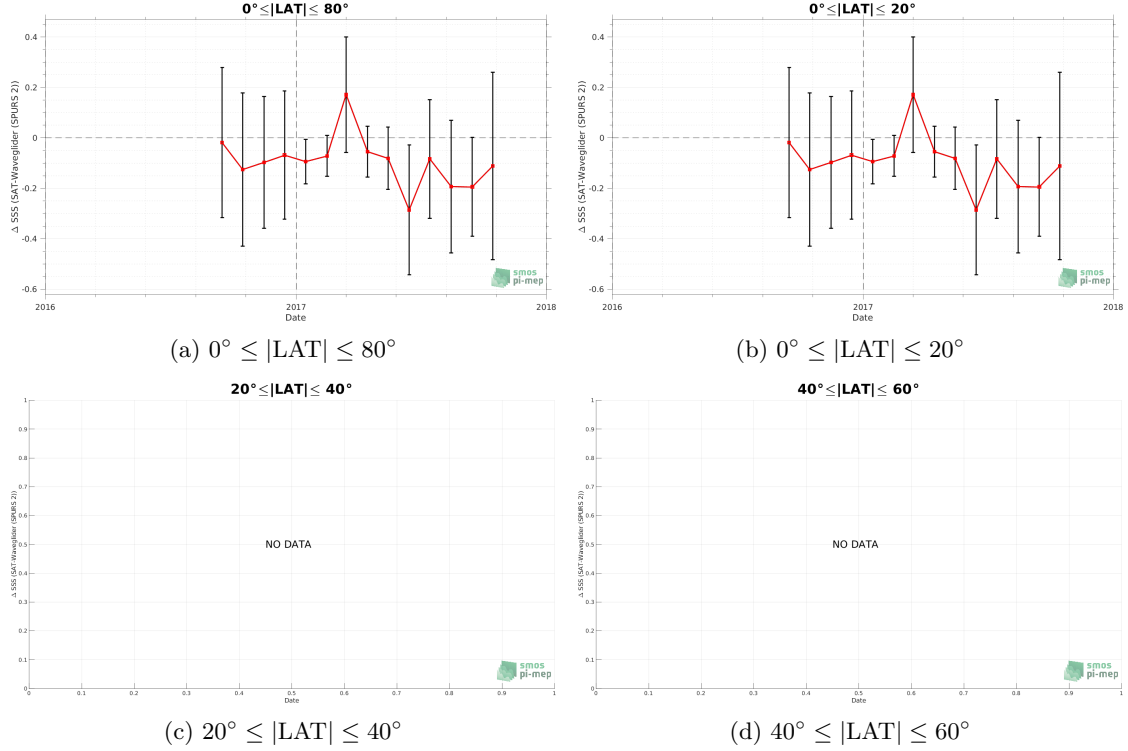 0°≤|LAT|≤ 80°
Δ SSS (SAT-Waveglider (SPURS 2))
0.4
0.2
0
-0.2
-0.4
-0.6
2016
2017
2018
Date
smos
pi-mep
(a) 0° ≤ |LAT| ≤ 80°
0°≤|LAT|≤ 20°
Δ SSS (SAT-Waveglider (SPURS 2))
0.4
0.2
0
-0.2
-0.4
-0.6
2016
2017
2018
Date
smos
pi-mep
(b) 0° ≤ |LAT| ≤ 20°
20°≤|LAT|≤ 40°
Δ SSS (SAT-Waveglider (SPURS 2))
1
0.9
0.8
0.7
0.6
0.5
0.4
0.3
0.2
0.1
0
NO DATA
0 0.1 0.2 0.3 0.4 0.5 0.6 0.7 0.8 0.9 1
Date
smos
pi-mep
(c) 20° ≤ |LAT| ≤ 40°
40°≤|LAT|≤ 60°
Δ SSS (SAT-Waveglider (SPURS 2))
1
0.9
0.8
0.7
0.6
0.5
0.4
0.3
0.2
0.1
0
NO DATA
0 0.1 0.2 0.3 0.4 0.5 0.6 0.7 0.8 0.9 1
Date
smos
pi-mep
(d) 40° ≤ |LAT| ≤ 60°